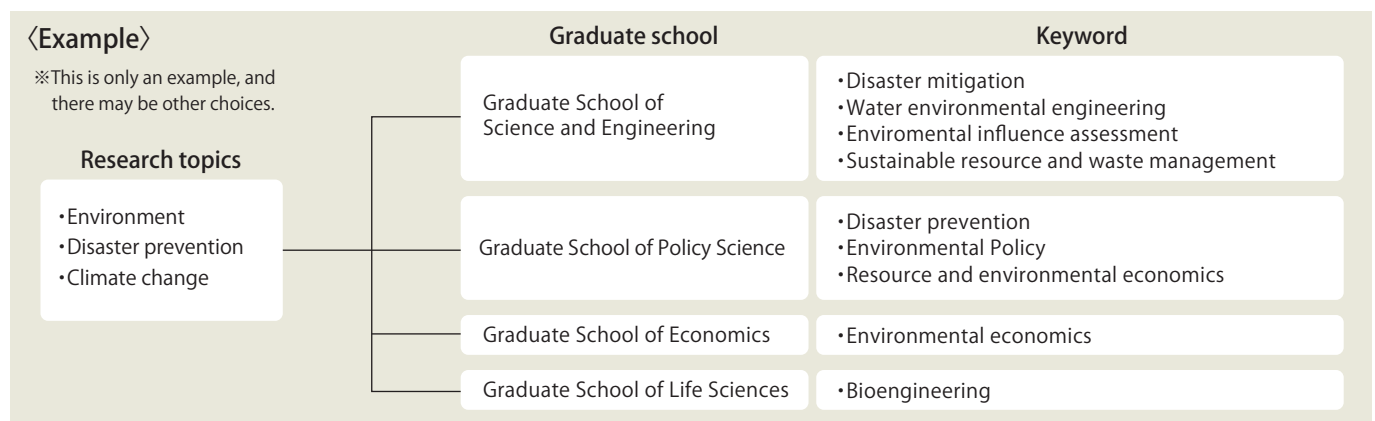 〈Example〉
※This is only an example, and
there may be other choices.
Research topics
・Environment
・Disaster prevention
・Climate change
Graduate school
Keyword
Graduate School of
Science and Engineering
・Disaster mitigation
・Water environmental engineering
・Enviromental influence assessment
・Sustainable resource and waste management
Graduate School of Policy Science
・Disaster prevention
・Environmental Policy
・Resource and environmental economics
Graduate School of Economics
・Environmental economics
Graduate School of Life Sciences
・Bioengineering